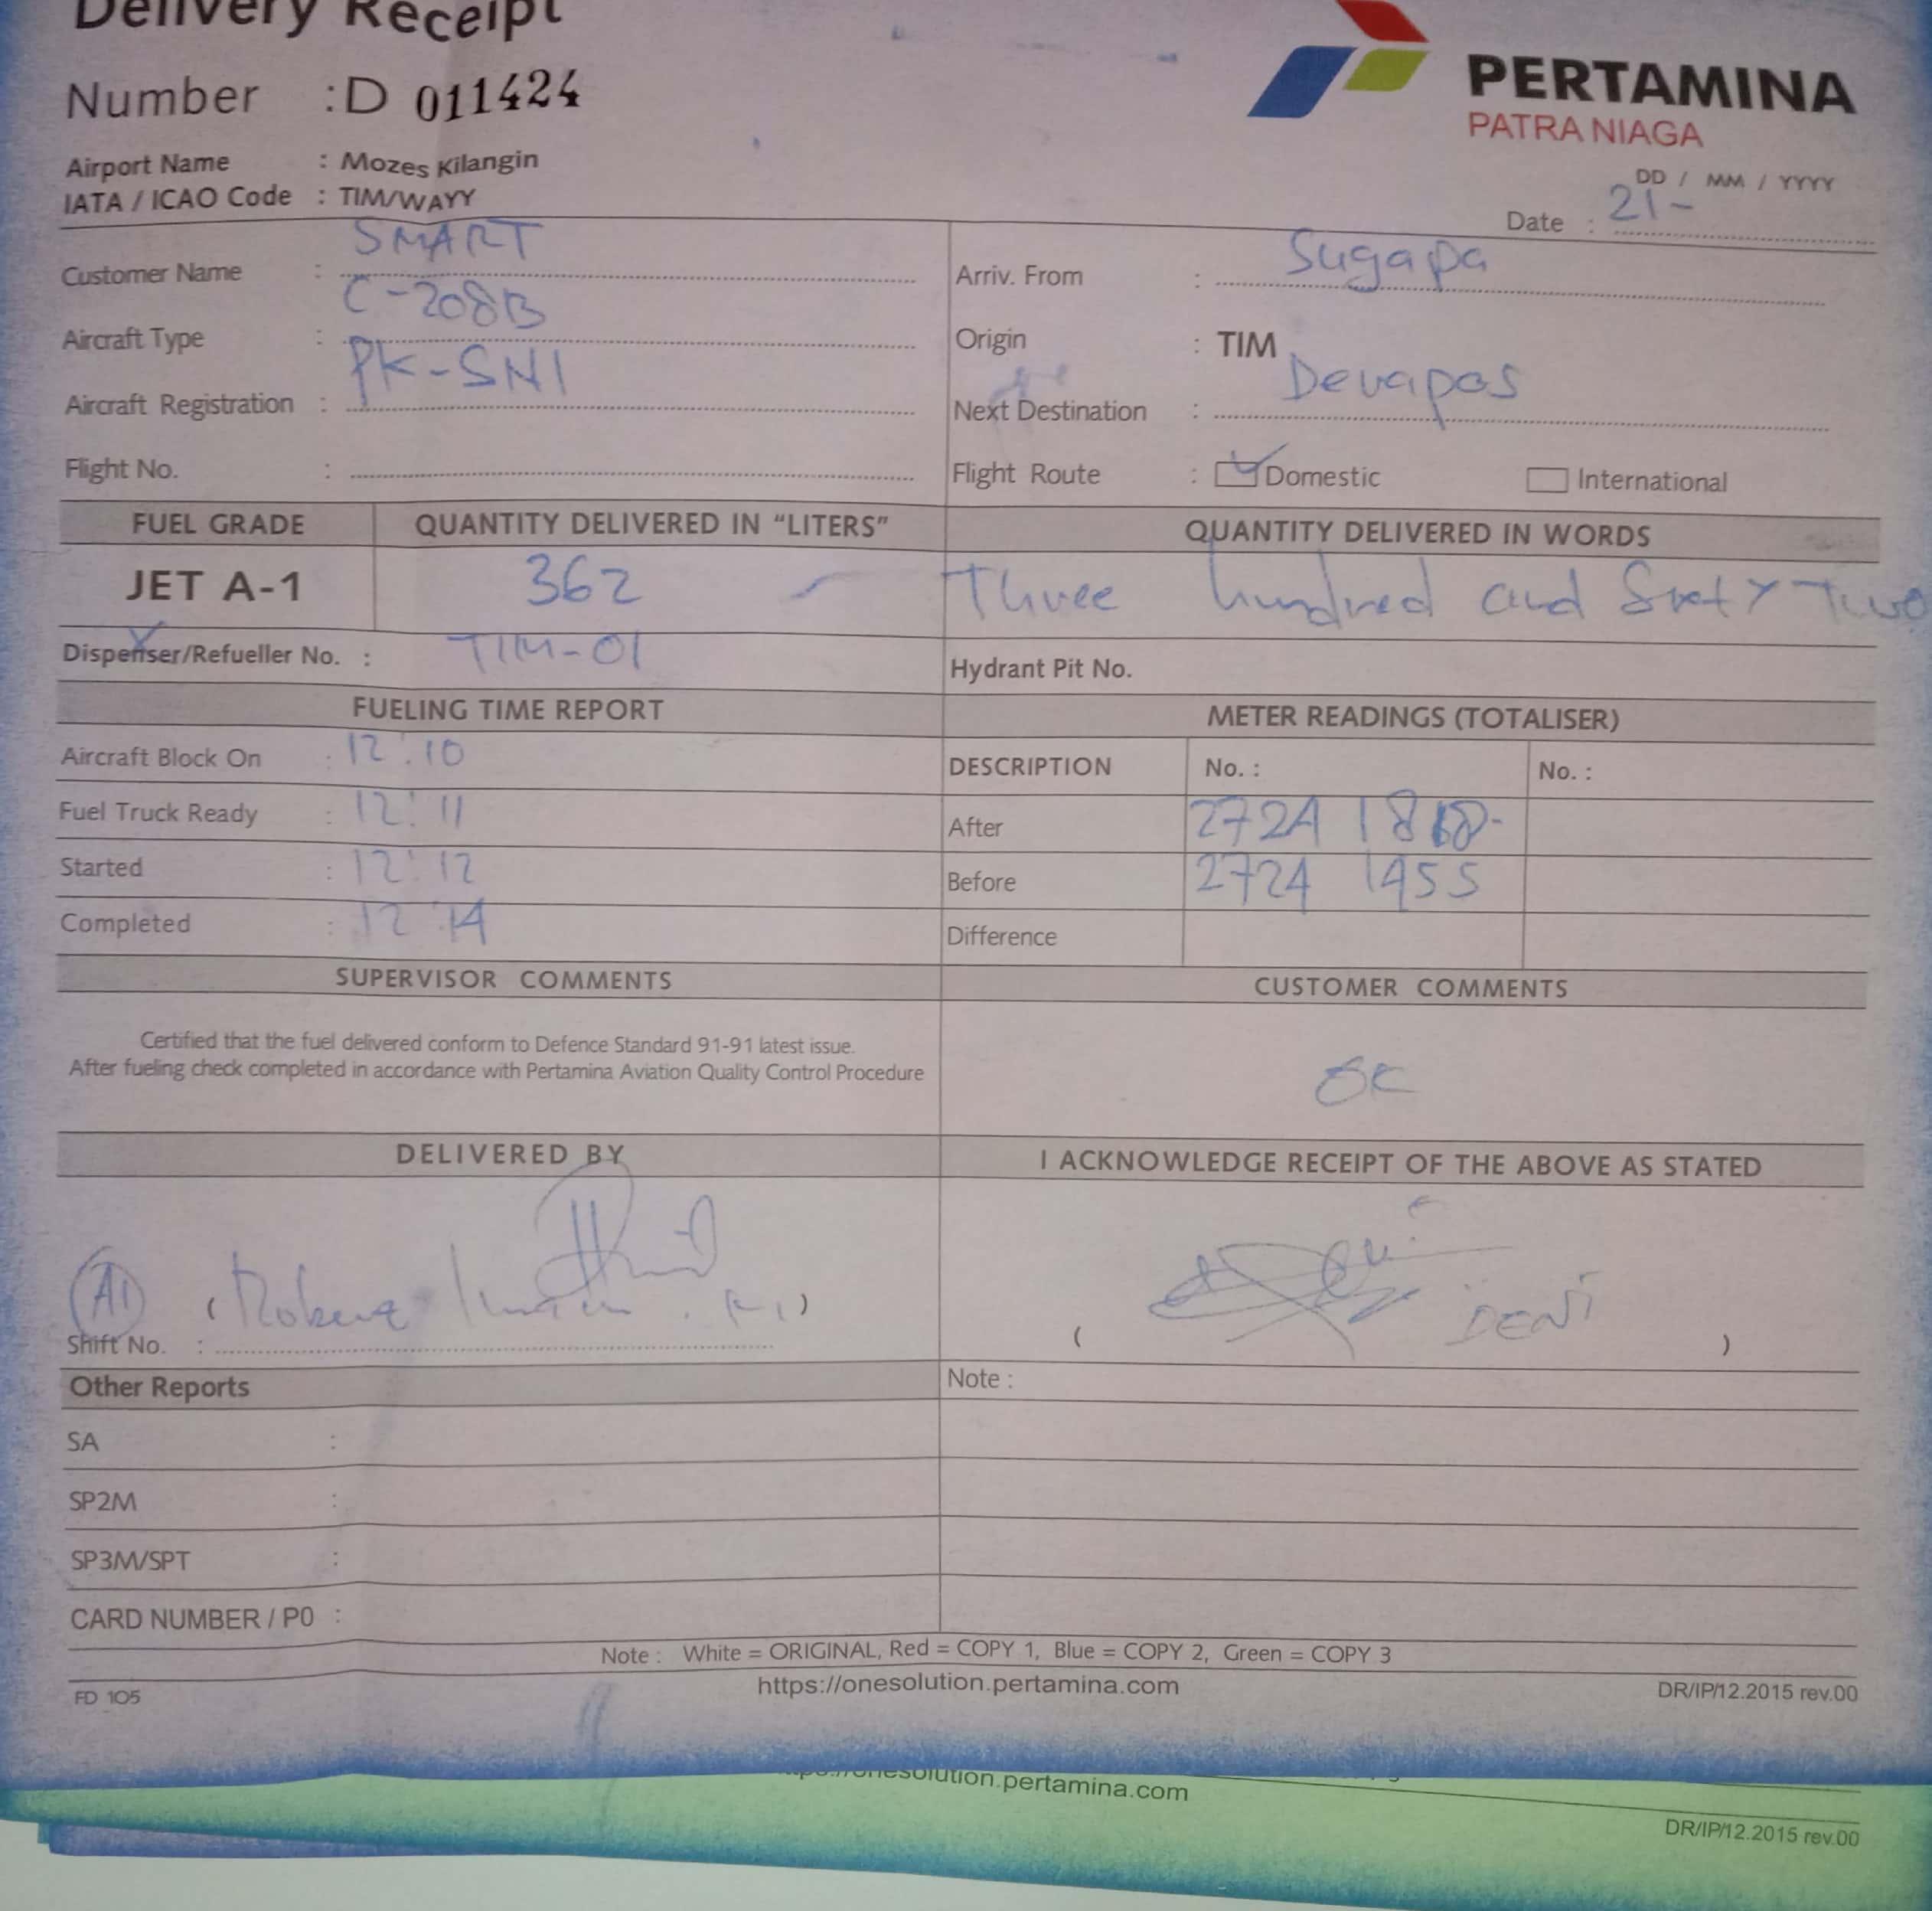 Delivery Receipt
Number : D 011424
PERTAMINA
PATRA NIAGA
Airport Name : Mozes Kilangin
IATA / ICAO Code : TIM/WAYY
DD / MM / YYYY
Date : 21-
Customer Name : SMART
Arriv. From : Sugapa
Aircraft Type : C-208B
Origin : TIM
Aircraft Registration : PK-SNI
Next Destination : Devapos
Flight No. :
Flight Route : Domestic International
FUEL GRADE QUANTITY DELIVERED IN “LITERS” QUANTITY DELIVERED IN WORDS
JET A-1 362 Three hundred and Sixty Two
Dispenser/Refueller No. : TIM-01
Hydrant Pit No.
FUELING TIME REPORT METER READINGS (TOTALISER)
Aircraft Block On : 12.10
DESCRIPTION No. : No. :
Fuel Truck Ready : 12:11
After 2724
Started : 12:12
Before 2724 1455
Completed : 12:14
Difference
SUPERVISOR COMMENTS CUSTOMER COMMENTS
Certified that the fuel delivered conform to Defence Standard 91-91 latest issue.
After fueling check completed in accordance with Pertamina Aviation Quality Control Procedure
OK
DELIVERED BY I ACKNOWLEDGE RECEIPT OF THE ABOVE AS STATED
A1 ( )
( DENI )
Shift No. :
Other Reports Note :
SA :
SP2M :
SP3M/SPT :
CARD NUMBER / P0 :
Note : White = ORIGINAL, Red = COPY 1, Blue = COPY 2, Green = COPY 3
FD 105 https://onesolution.pertamina.com DR/IP/12.2015 rev.00
onesolution.pertamina.com
DR/IP/12.2015 rev.00